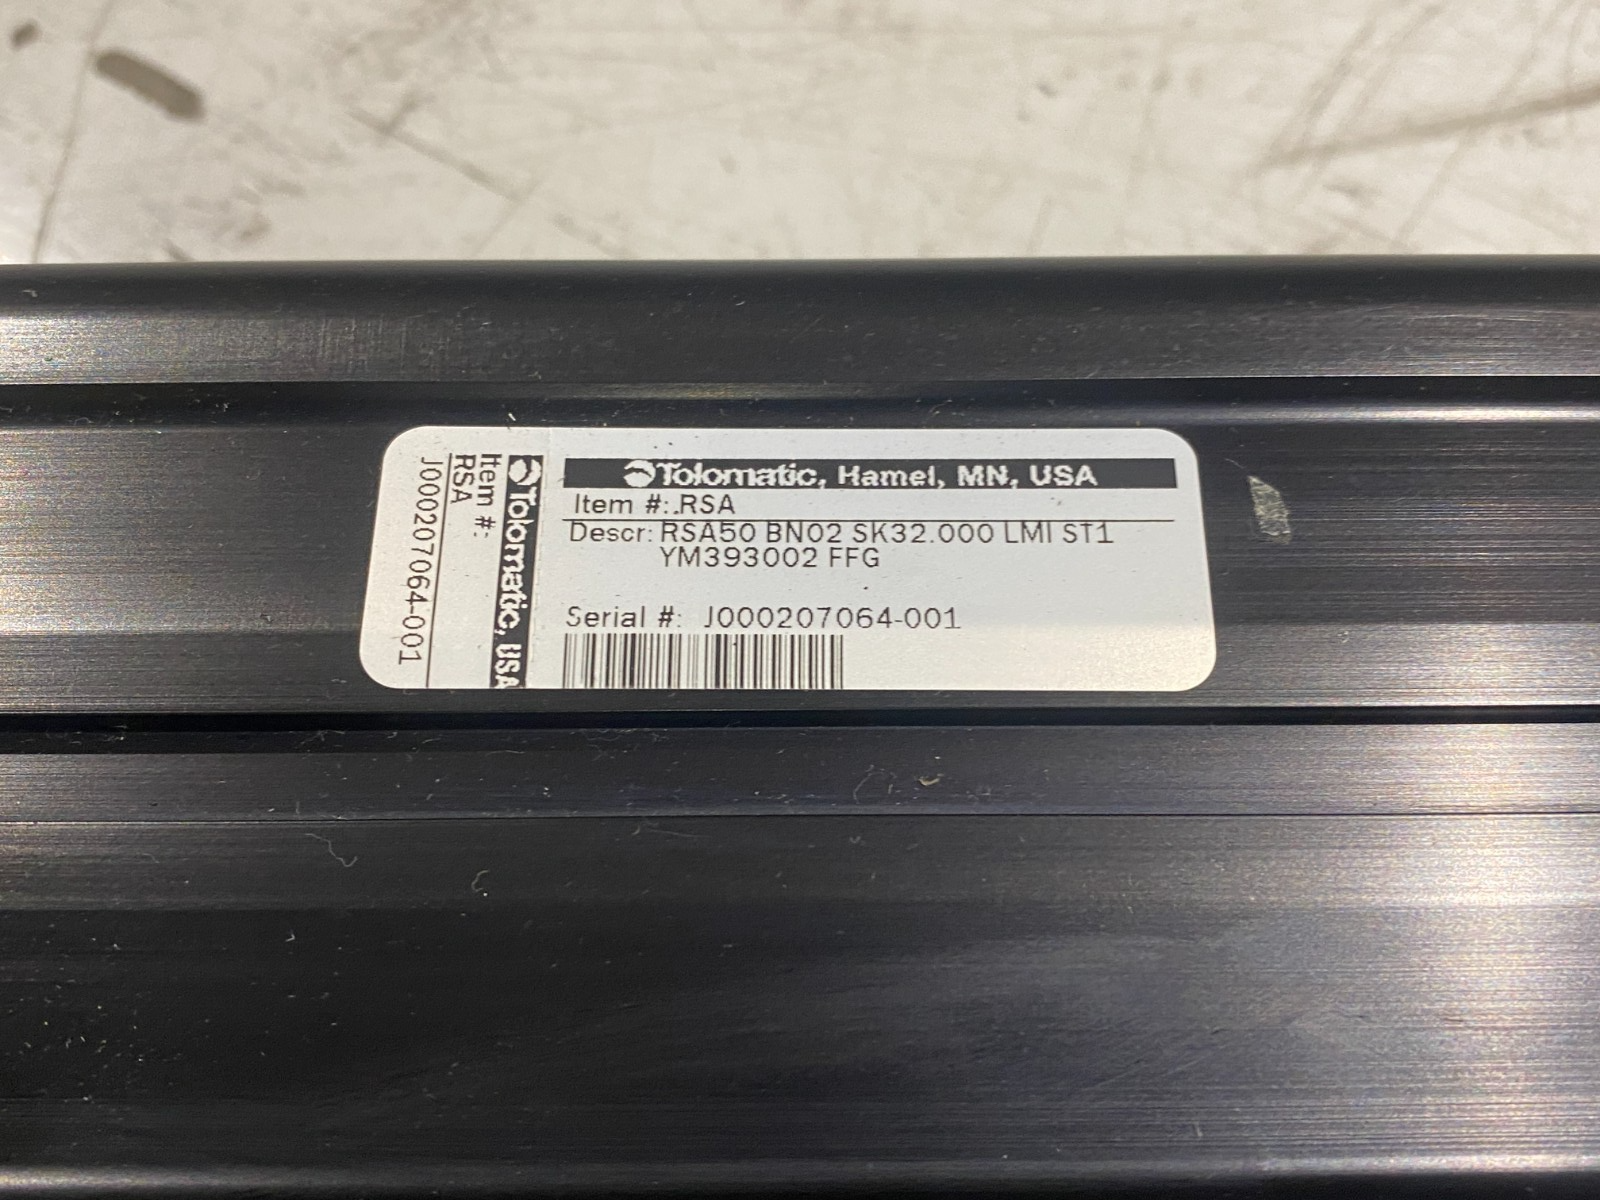 Tolomatic, Hamel, MN, USA
Item #: .RSA
Descr: RSA50 BN02 SK32.000 LMI ST1
YM393002 FFG
Serial #: J000207064-001
Tolomatic, USA
Item #:
RSA
J000207064-001